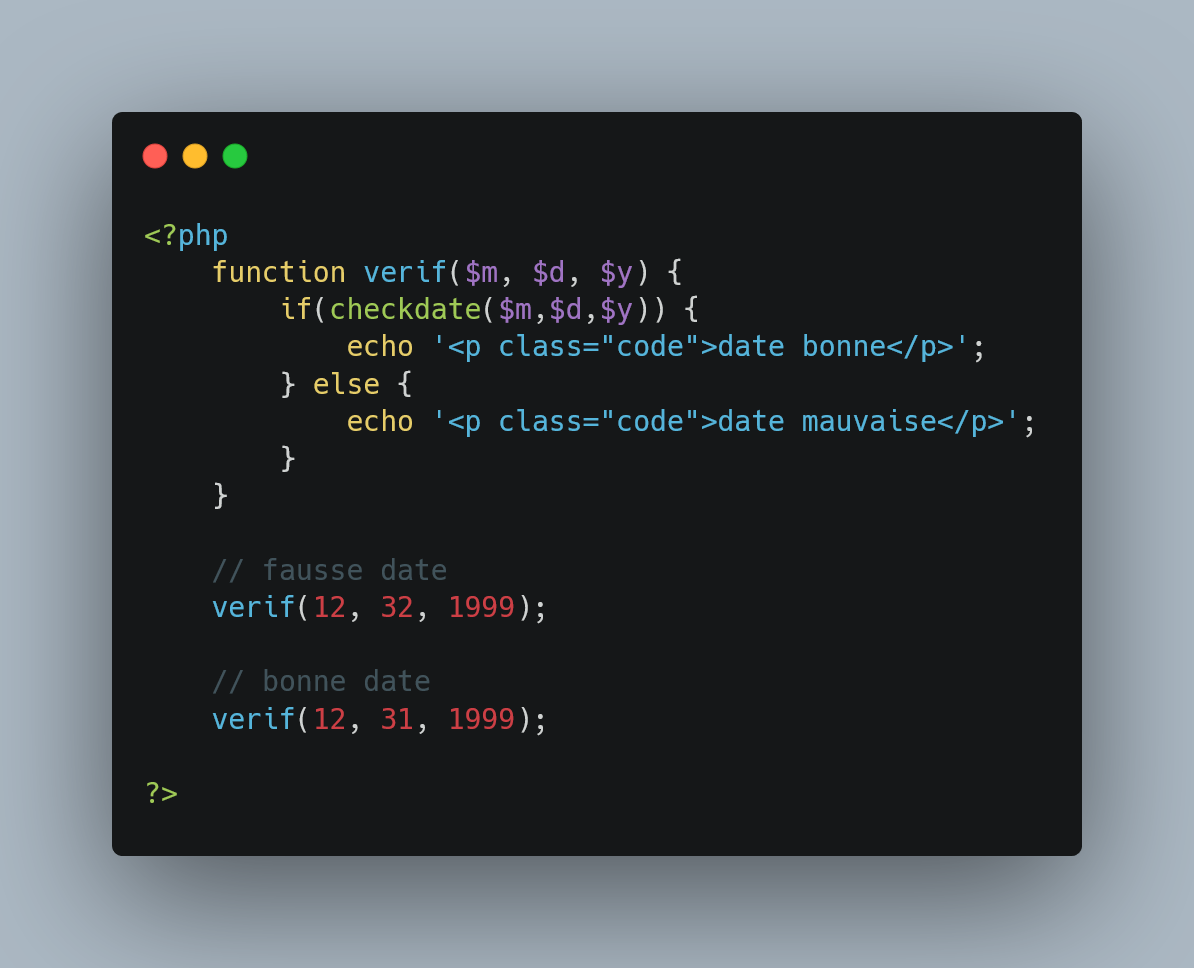 <?php
    function verif($m, $d, $y) {
        if(checkdate($m,$d,$y)) {
            echo '<p class="code">date bonne</p>';
        } else {
            echo '<p class="code">date mauvaise</p>';
        }
    }

    // fausse date
    verif(12, 32, 1999);

    // bonne date
    verif(12, 31, 1999);

?>